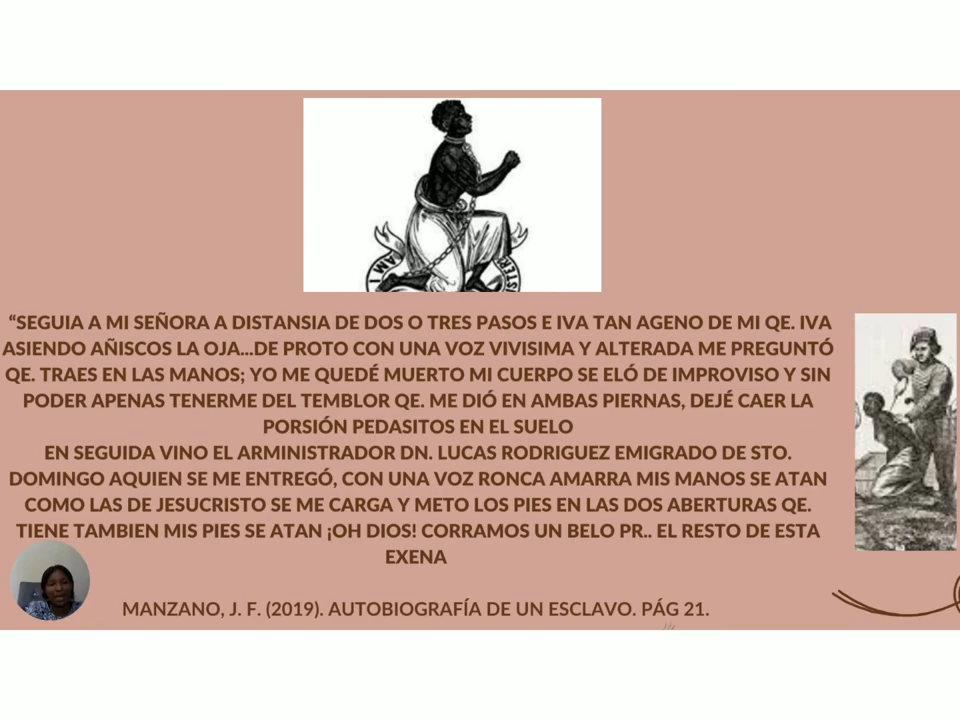 AM I
SISTER
“SEGUIA A MI SEÑORA A DISTANSIA DE DOS O TRES PASOS E IVA TAN AGENO DE MI QE. IVA
ASIENDO AÑISCOS LA OJA...DE PROTO CON UNA VOZ VIVISIMA Y ALTERADA ME PREGUNTÓ
QE. TRAES EN LAS MANOS; YO ME QUEDÉ MUERTO MI CUERPO SE ELÓ DE IMPROVISO Y SIN
PODER APENAS TENERME DEL TEMBLOR QE. ME DIÓ EN AMBAS PIERNAS, DEJÉ CAER LA
PORSIÓN PEDASITOS EN EL SUELO
EN SEGUIDA VINO EL ARMINISTRADOR DN. LUCAS RODRIGUEZ EMIGRADO DE STO.
DOMINGO AQUIEN SE ME ENTREGÓ, CON UNA VOZ RONCA AMARRA MIS MANOS SE ATAN
COMO LAS DE JESUCRISTO SE ME CARGA Y METO LOS PIES EN LAS DOS ABERTURAS QE.
TIENE TAMBIEN MIS PIES SE ATAN ¡OH DIOS! CORRAMOS UN BELO PR.. EL RESTO DE ESTA
EXENA
MANZANO, J. F. (2019). AUTOBIOGRAFÍA DE UN ESCLAVO. PÁG 21.